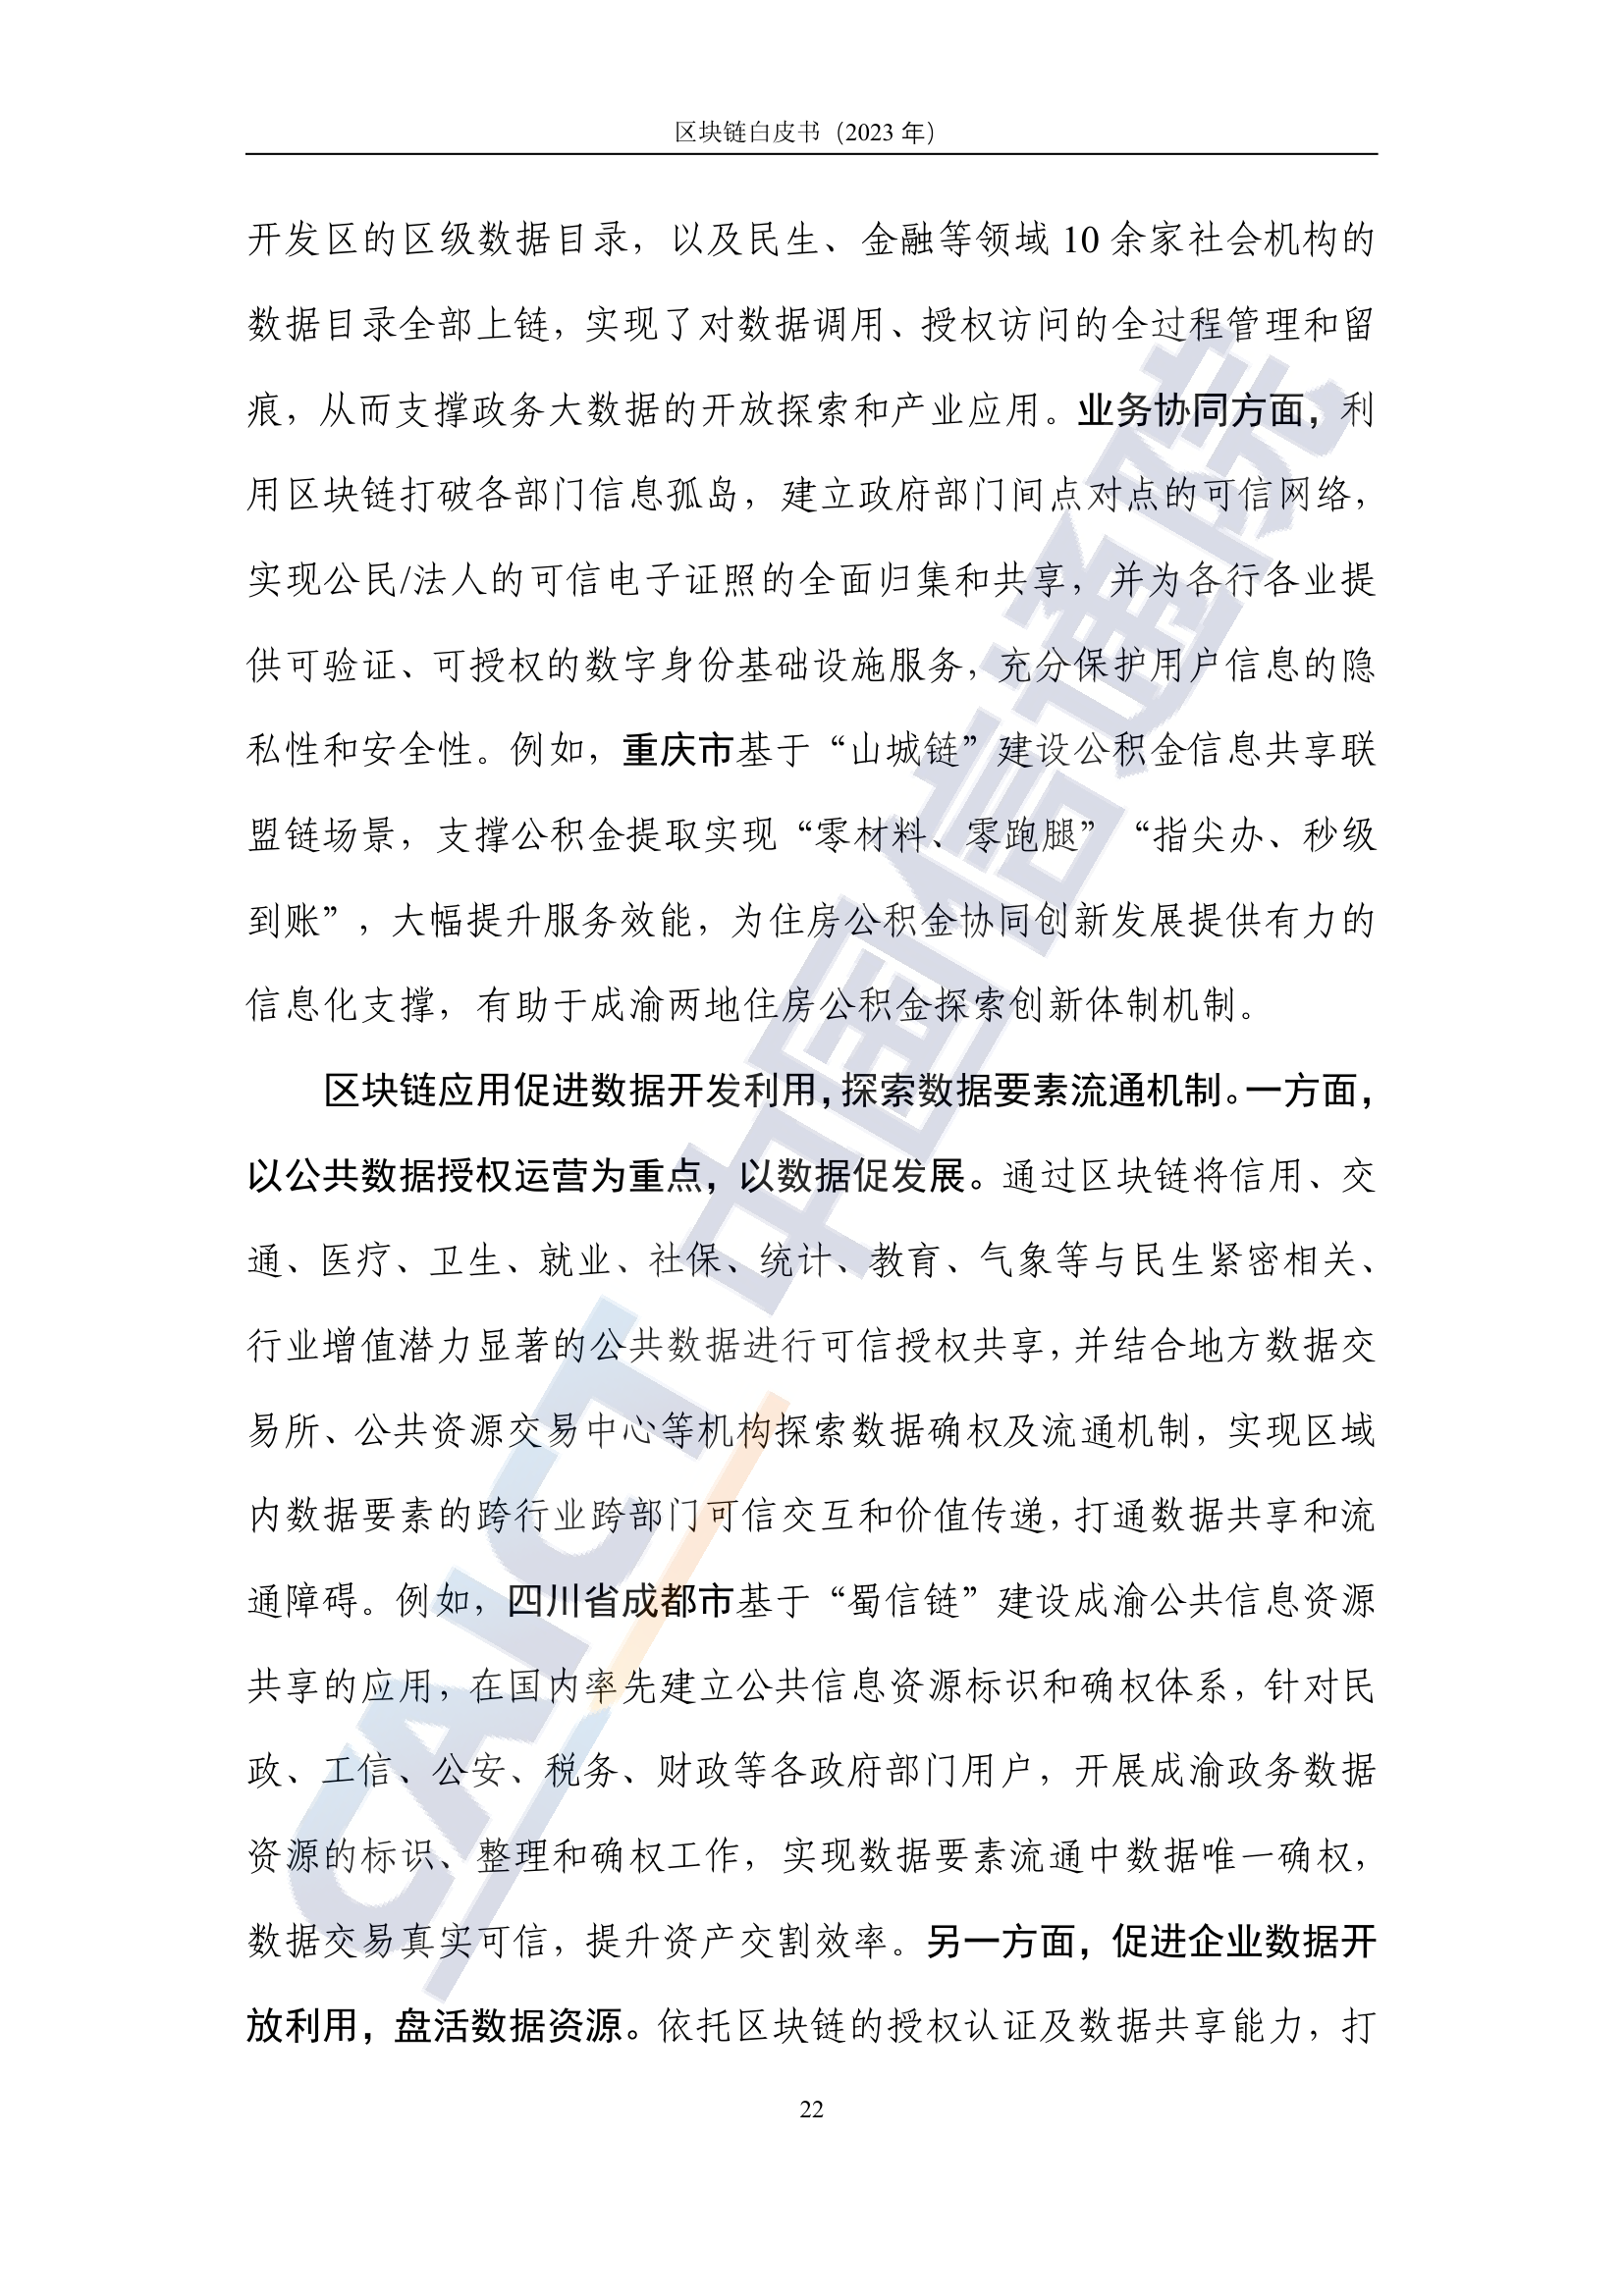 区块链白皮书（2023 年）
开发区的区级数据目录，以及民生、金融等领域 10 余家社会机构的
数据目录全部上链，实现了对数据调用、授权访问的全过程管理和留
痕，从而支撑政务大数据的开放探索和产业应用。业务协同方面，利
用区块链打破各部门信息孤岛，建立政府部门间点对点的可信网络，
实现公民/法人的可信电子证照的全面归集和共享，并为各行各业提
供可验证、可授权的数字身份基础设施服务，充分保护用户信息的隐
私性和安全性。例如，重庆市基于“山城链”建设公积金信息共享联
盟链场景，支撑公积金提取实现“零材料、零跑腿”“指尖办、秒级
到账”，大幅提升服务效能，为住房公积金协同创新发展提供有力的
信息化支撑，有助于成渝两地住房公积金探索创新体制机制。
区块链应用促进数据开发利用，探索数据要素流通机制。一方面，
以公共数据授权运营为重点，以数据促发展。通过区块链将信用、交
通、医疗、卫生、就业、社保、统计、教育、气象等与民生紧密相关、
行业增值潜力显著的公共数据进行可信授权共享，并结合地方数据交
易所、公共资源交易中心等机构探索数据确权及流通机制，实现区域
内数据要素的跨行业跨部门可信交互和价值传递，打通数据共享和流
通障碍。例如，四川省成都市基于“蜀信链”建设成渝公共信息资源
共享的应用，在国内率先建立公共信息资源标识和确权体系，针对民
政、工信、公安、税务、财政等各政府部门用户，开展成渝政务数据
资源的标识、整理和确权工作，实现数据要素流通中数据唯一确权，
数据交易真实可信，提升资产交割效率。另一方面，促进企业数据开
放利用，盘活数据资源。依托区块链的授权认证及数据共享能力，打
22
CAICT 中国信通院